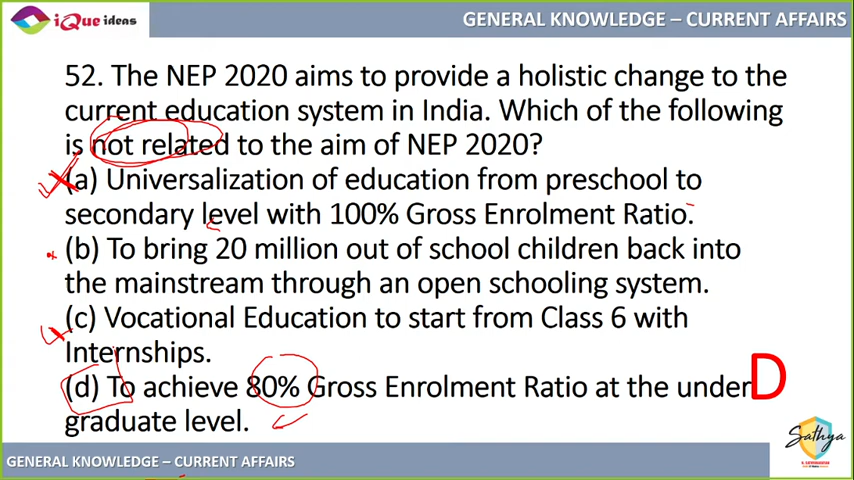 iQue ideas
GENERAL KNOWLEDGE – CURRENT AFFAIRS
52. The NEP 2020 aims to provide a holistic change to the
current education system in India. Which of the following
is not related to the aim of NEP 2020?
(a) Universalization of education from preschool to
secondary level with 100% Gross Enrolment Ratio.
(b) To bring 20 million out of school children back into
the mainstream through an open schooling system.
(c) Vocational Education to start from Class 6 with
Internships.
(d) To achieve 80% Gross Enrolment Ratio at the under
graduate level.
D
Sathya
GENERAL KNOWLEDGE – CURRENT AFFAIRS